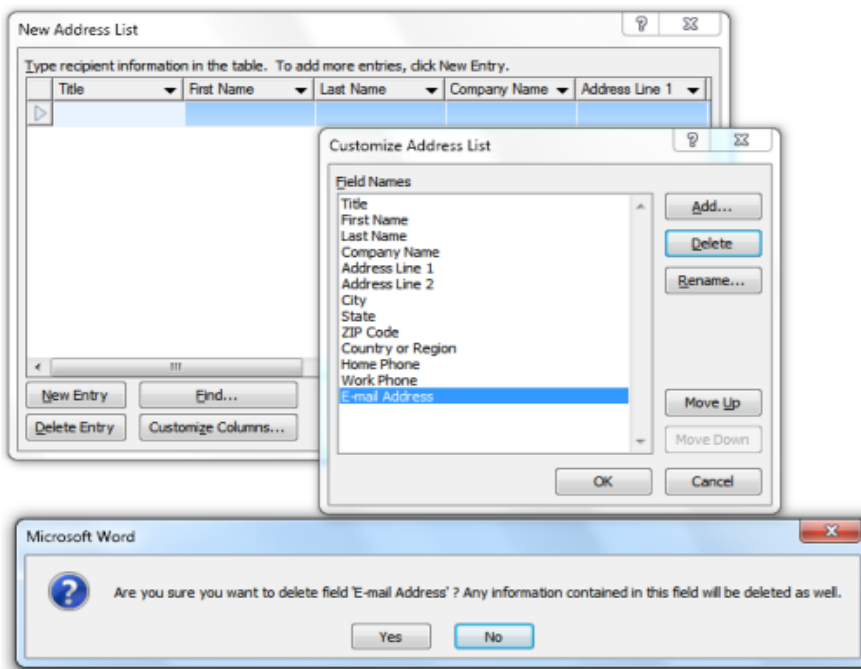 New Address List
Type recipient information in the table. To add more entries, click New Entry.
Title First Name Last Name Company Name Address Line 1
New Entry Find...
Delete Entry Customize Columns...
Customize Address List
Field Names
Title
First Name
Last Name
Company Name
Address Line 1
Address Line 2
City
State
ZIP Code
Country or Region
Home Phone
Work Phone
E-mail Address
Add...
Delete
Rename...
Move Up
Move Down
OK Cancel
Microsoft Word
Are you sure you want to delete field 'E-mail Address' ? Any information contained in this field will be deleted as well.
Yes No